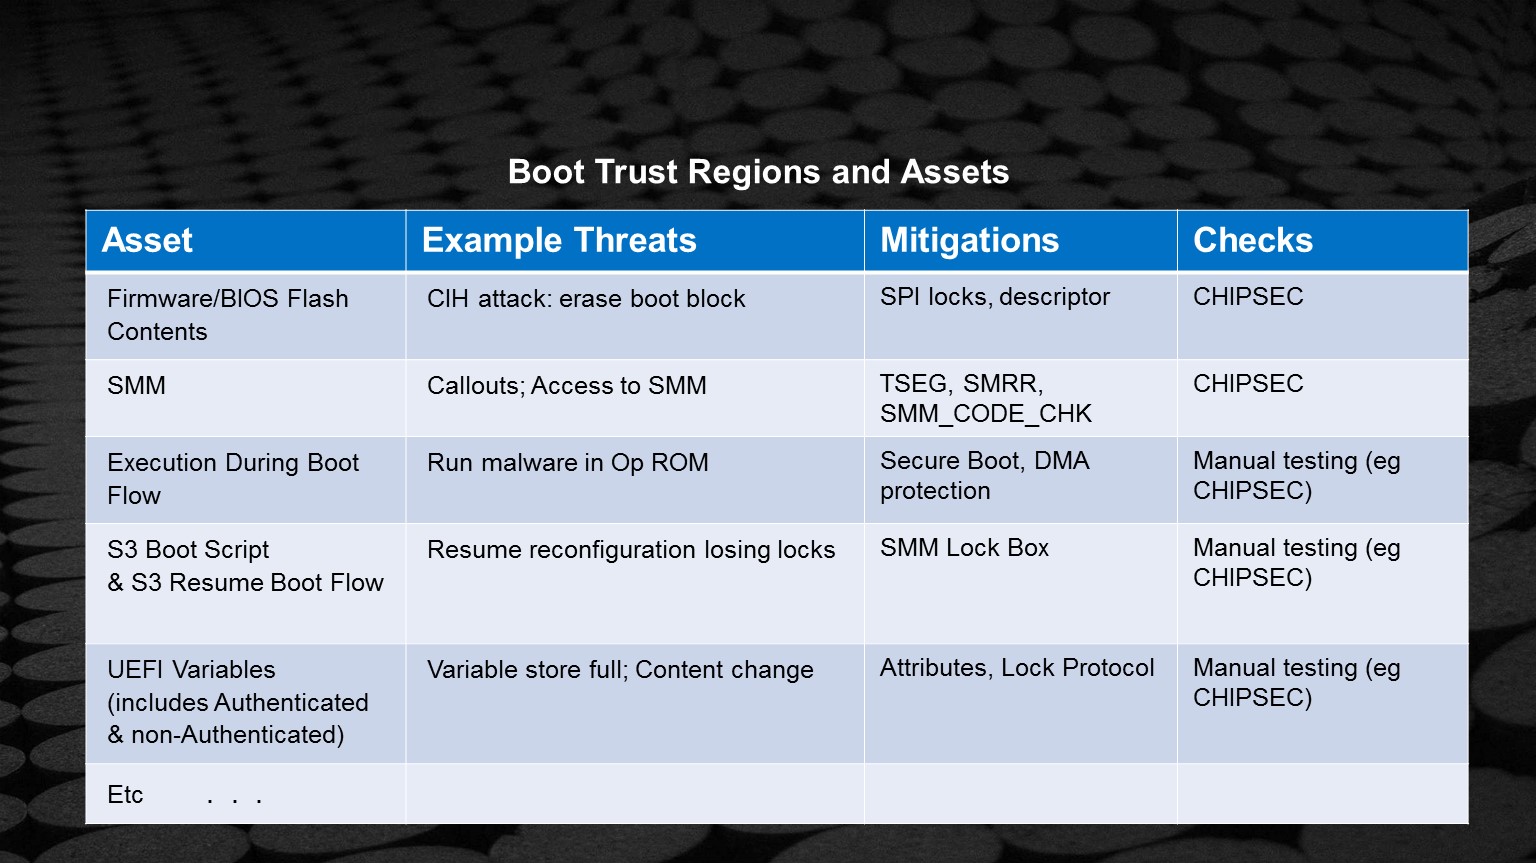 Boot Trust Regions and Assets
Asset Example Threats Mitigations Checks
Firmware/BIOS Flash
Contents
CIH attack: erase boot block
SPI locks, descriptor
CHIPSEC
SMM
Callouts; Access to SMM
TSEG, SMRR,
SMM_CODE_CHK
CHIPSEC
Execution During Boot
Flow
Run malware in Op ROM
Secure Boot, DMA
protection
Manual testing (eg
CHIPSEC)
S3 Boot Script
& S3 Resume Boot Flow
Resume reconfiguration losing locks
SMM Lock Box
Manual testing (eg
CHIPSEC)
UEFI Variables
(includes Authenticated
& non-Authenticated)
Variable store full; Content change
Attributes, Lock Protocol
Manual testing (eg
CHIPSEC)
Etc . . .